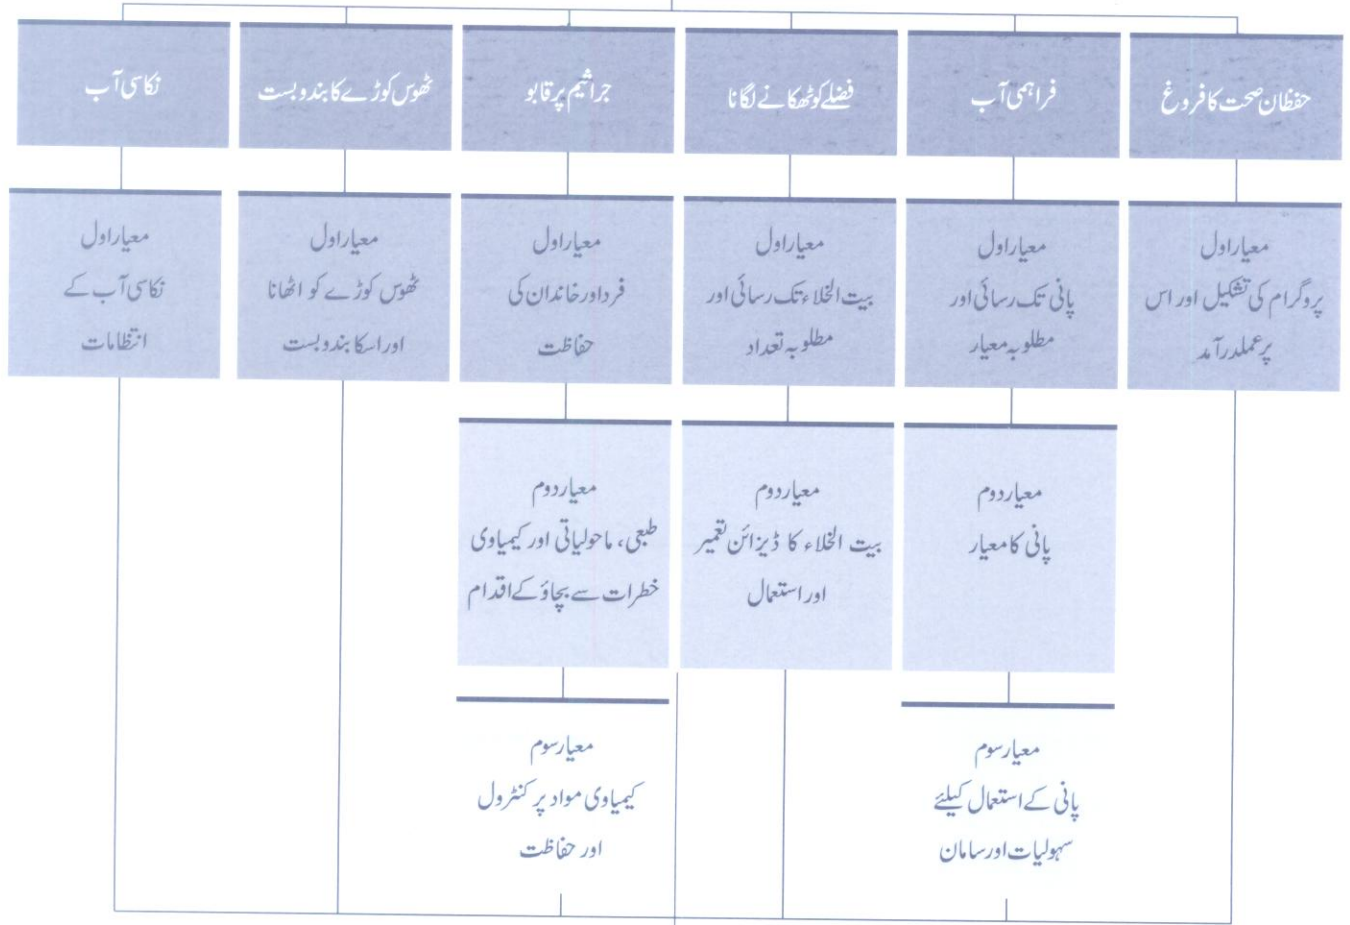 حفظان صحت کا فروغ
معیار اول
پروگرام کی تشکیل اور اس
پر عملدرآمد
فراہمی آب
معیار اول
پانی تک رسائی اور
مطلوبہ معیار
معیار دوم
پانی کا معیار
معیار سوم
پانی کے استعمال کیلئے
سہولیات اور سامان
فضلے کو ٹھکانے لگانا
معیار اول
بیت الخلاء تک رسائی اور
مطلوبہ تعداد
معیار دوم
بیت الخلاء کا ڈیزائن تعمیر
اور استعمال
جراثیم پر قابو
معیار اول
فرد اور خاندان کی
حفاظت
معیار دوم
طبعی، ماحولیاتی اور کیمیاوی
خطرات سے بچاؤ کے اقدام
معیار سوم
کیمیاوی مواد پر کنٹرول
اور حفاظت
ٹھوس کوڑے کا بندوبست
معیار اول
ٹھوس کوڑے کو اٹھانا
اور اسکا بندوبست
نکاسی آب
معیار اول
نکاسی آب کے
انتظامات